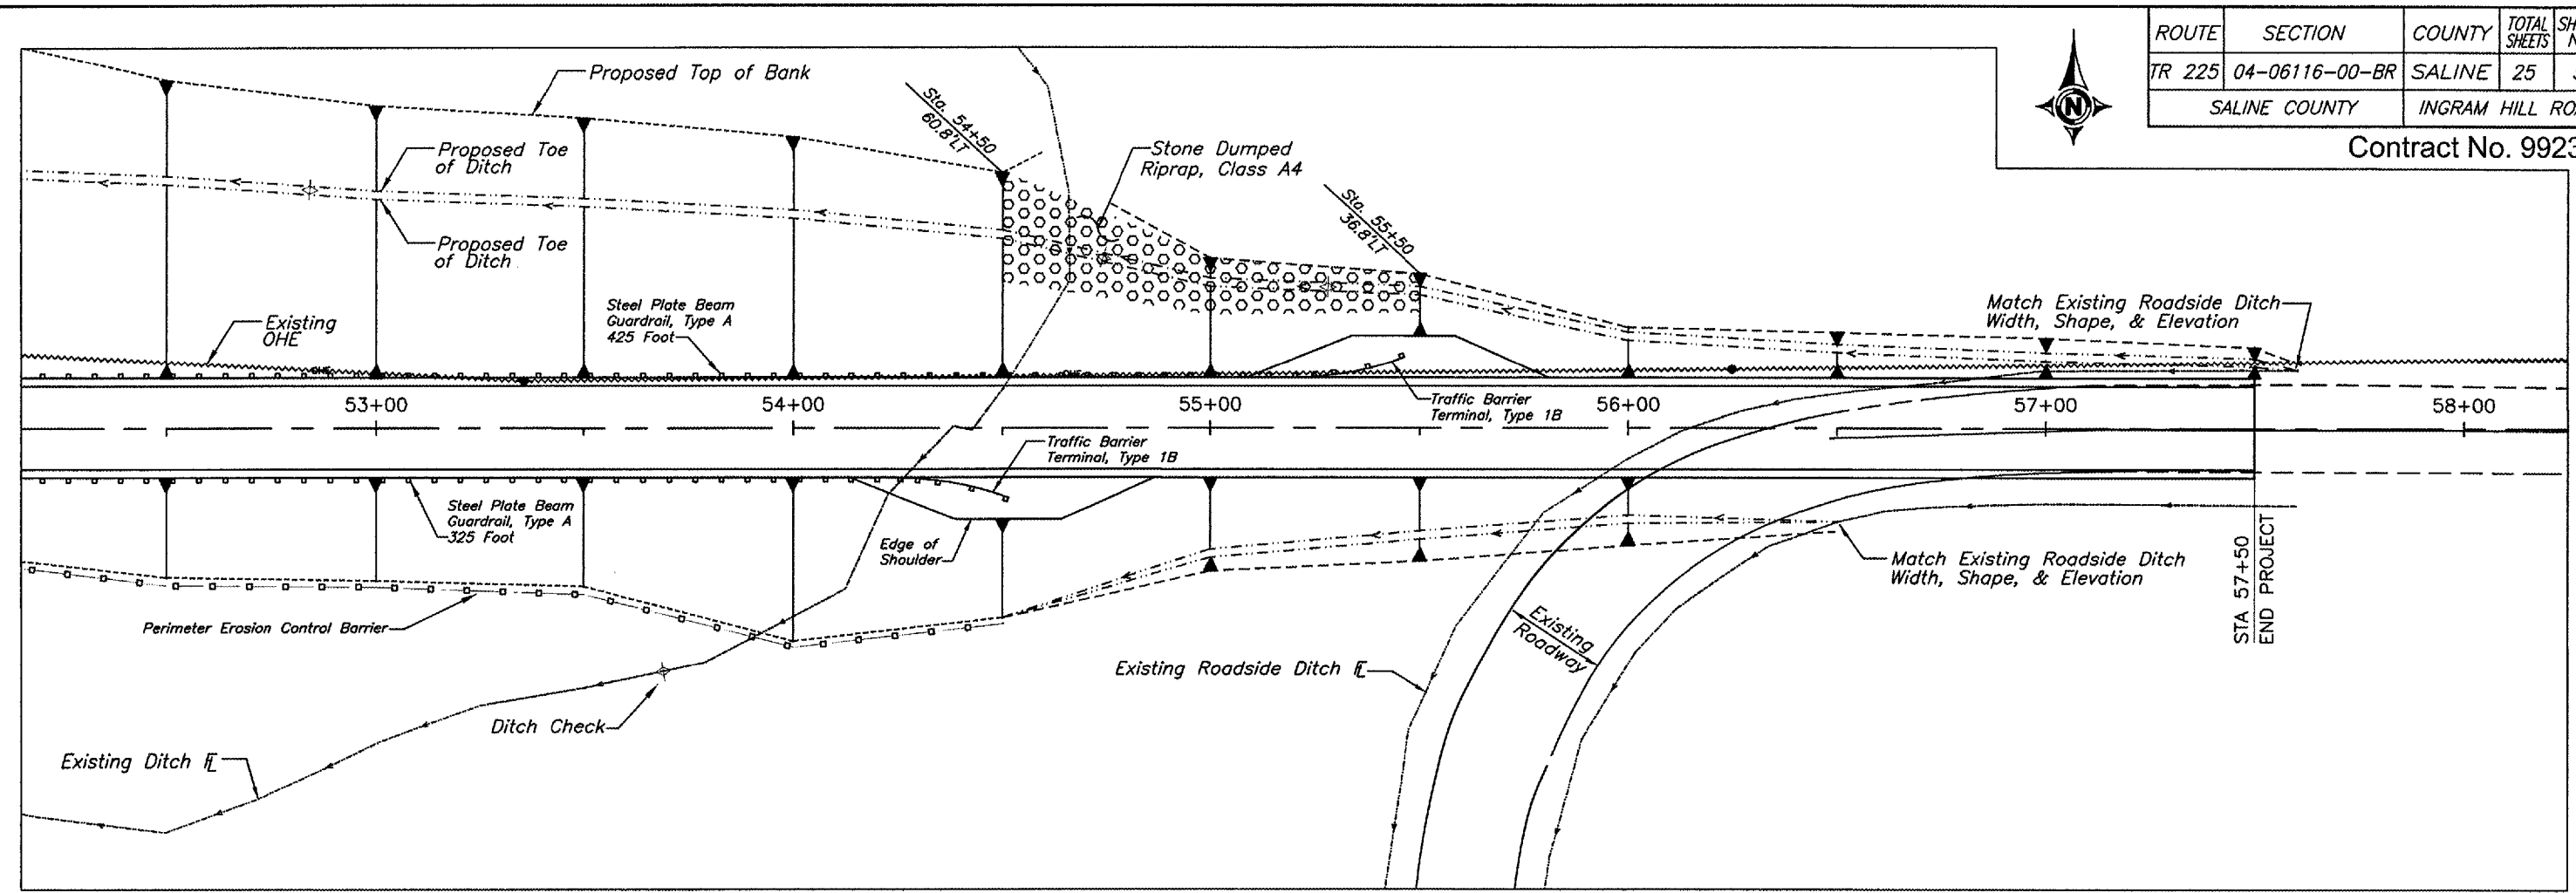 ROUTE SECTION COUNTY TOTAL SHEETS
TR 225 04-06116-00-BR SALINE 25
SALINE COUNTY INGRAM HILL
Contract No. 9923
N
Proposed Top of Bank
Sta. 54+50
60.8'LT
Proposed Toe
of Ditch
Stone Dumped
Riprap, Class A4
Sta. 55+50
36.8'LT
Proposed Toe
of Ditch
Steel Plate Beam
Guardrail, Type A
425 Foot
Existing
OHE
Match Existing Roadside Ditch
Width, Shape, & Elevation
OHE
OHE
Traffic Barrier
Terminal, Type 1B
53+00 54+00 55+00 56+00 57+00 58+00
Traffic Barrier
Terminal, Type 1B
Steel Plate Beam
Guardrail, Type A
325 Foot
Edge of
Shoulder
Match Existing Roadside Ditch
Width, Shape, & Elevation
STA 57+50
END PROJECT
Perimeter Erosion Control Barrier
Existing
Roadway
Existing Roadside Ditch FL
Ditch Check
Existing Ditch FL